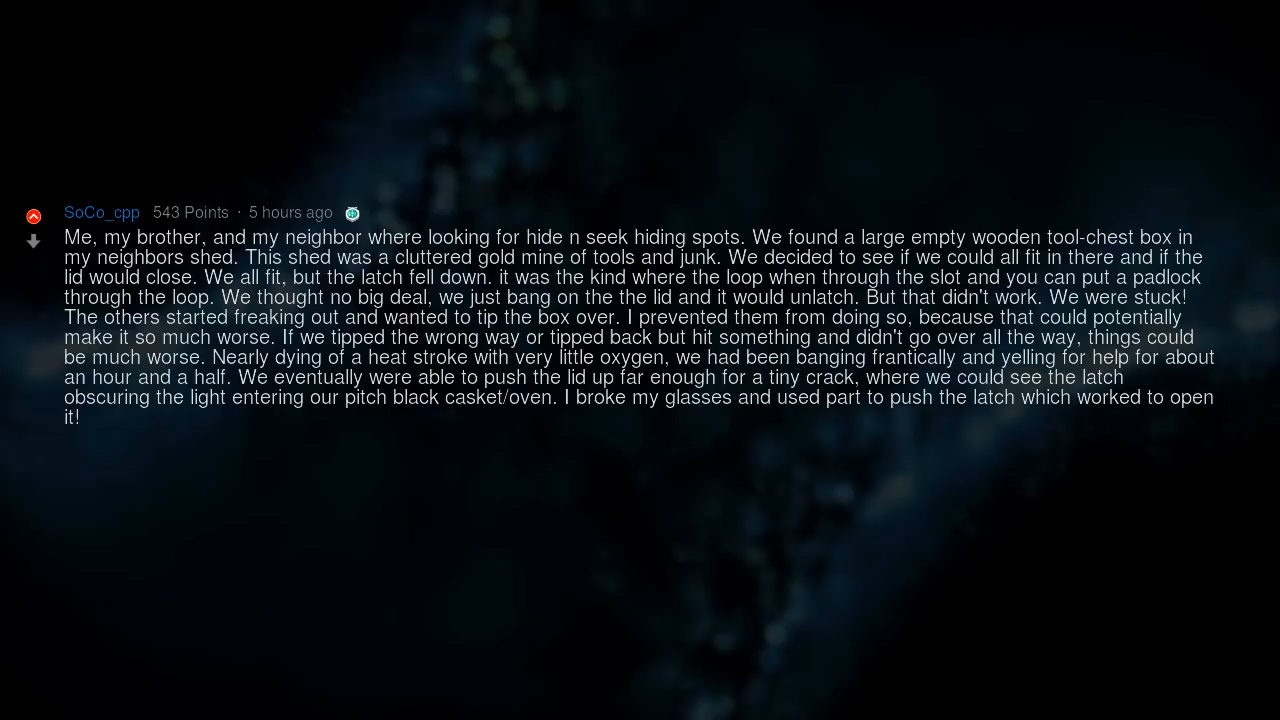 SoCo_cpp 543 Points · 5 hours ago
Me, my brother, and my neighbor where looking for hide n seek hiding spots. We found a large empty wooden tool-chest box in
my neighbors shed. This shed was a cluttered gold mine of tools and junk. We decided to see if we could all fit in there and if the
lid would close. We all fit, but the latch fell down. it was the kind where the loop when through the slot and you can put a padlock
through the loop. We thought no big deal, we just bang on the the lid and it would unlatch. But that didn't work. We were stuck!
The others started freaking out and wanted to tip the box over. I prevented them from doing so, because that could potentially
make it so much worse. If we tipped the wrong way or tipped back but hit something and didn't go over all the way, things could
be much worse. Nearly dying of a heat stroke with very little oxygen, we had been banging frantically and yelling for help for about
an hour and a half. We eventually were able to push the lid up far enough for a tiny crack, where we could see the latch
obscuring the light entering our pitch black casket/oven. I broke my glasses and used part to push the latch which worked to open
it!